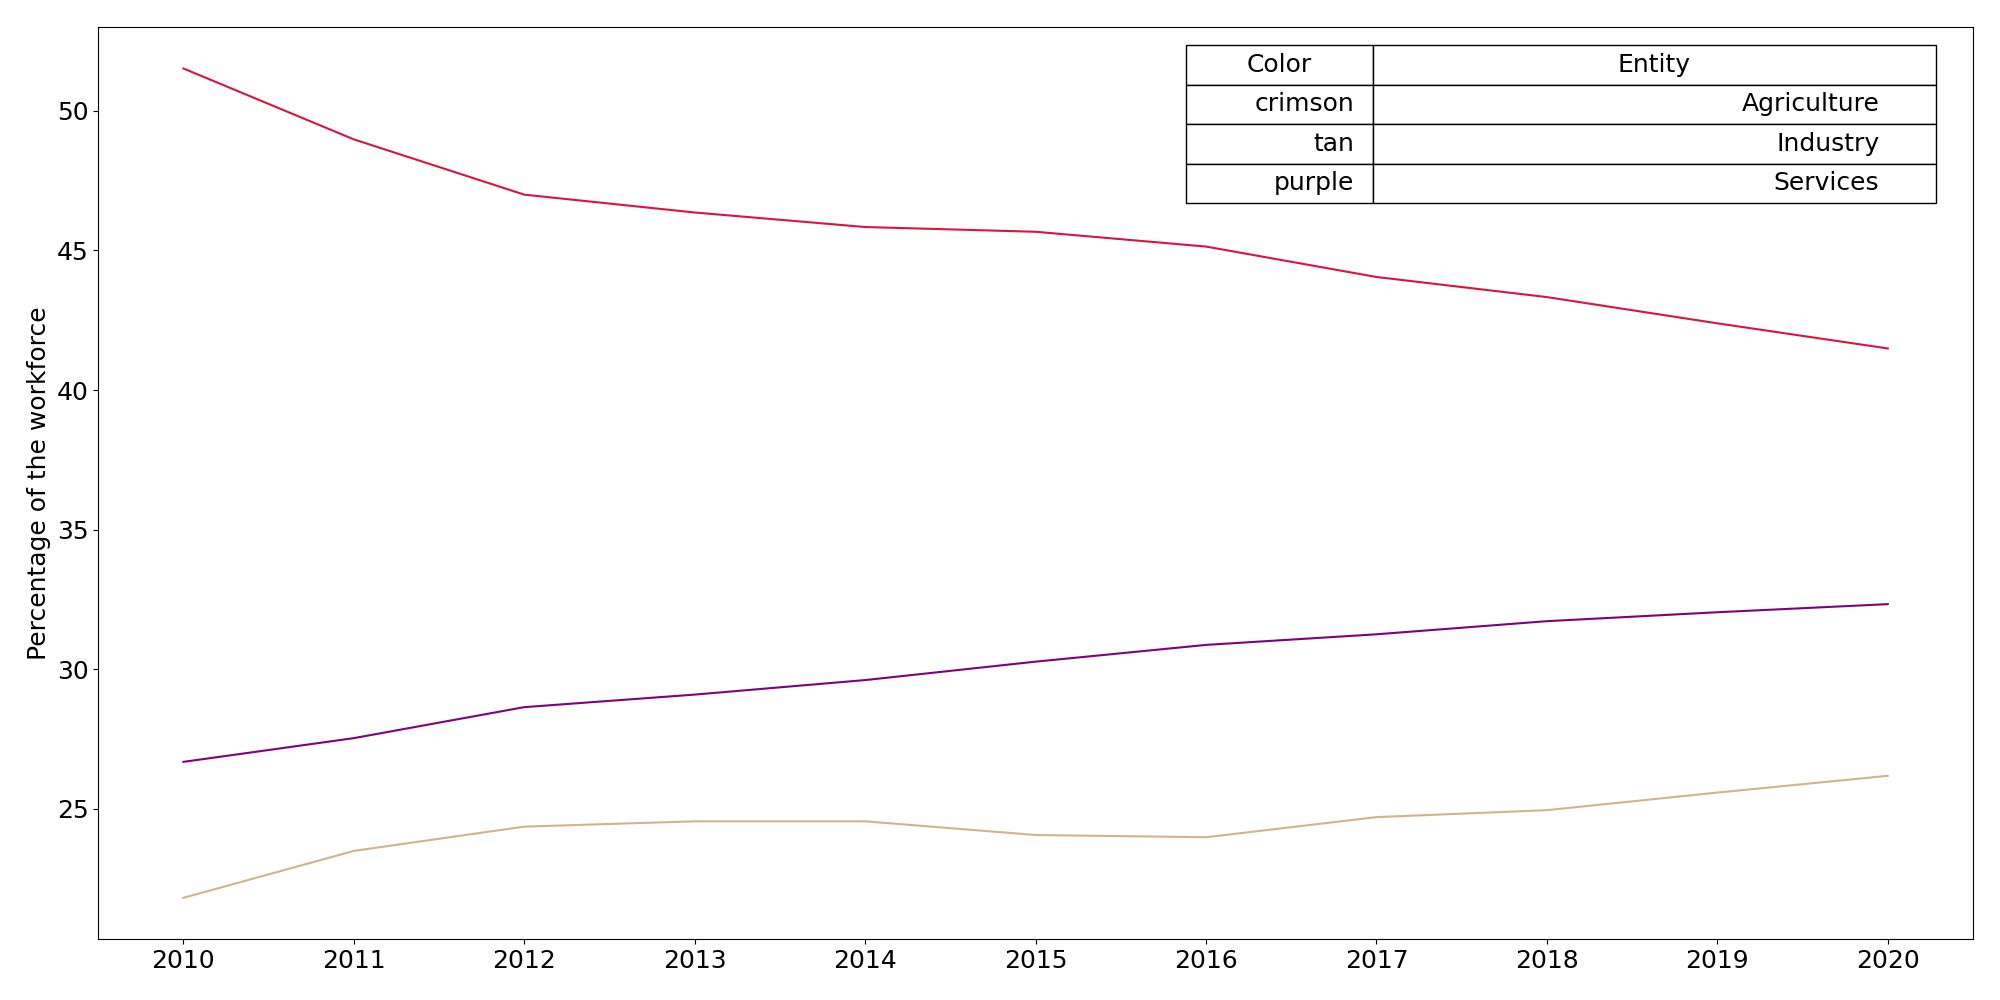 Color Entity
crimson Agriculture
tan Industry
purple Services
Percentage of the workforce
50
45
40
35
30
25
2010 2011 2012 2013 2014 2015 2016 2017 2018 2019 2020